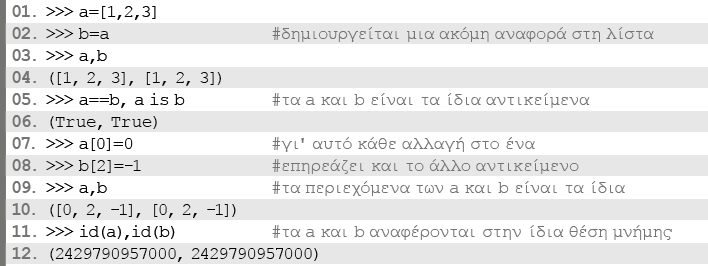 01. >>> a=[1,2,3]
02. >>> b=a #δημιουργείται μια ακόμη αναφορά στη λίστα
03. >>> a,b
04. ([1, 2, 3], [1, 2, 3])
05. >>> a==b, a is b #τα a και b είναι τα ίδια αντικείμενα
06. (True, True)
07. >>> a[0]=0 #γι' αυτό κάθε αλλαγή στο ένα
08. >>> b[2]=-1 #επηρεάζει και το άλλο αντικείμενο
09. >>> a,b #τα περιεχόμενα των a και b είναι τα ίδια
10. ([0, 2, -1], [0, 2, -1])
11. >>> id(a),id(b) #τα a και b αναφέρονται στην ίδια θέση μνήμης
12. (2429790957000, 2429790957000)